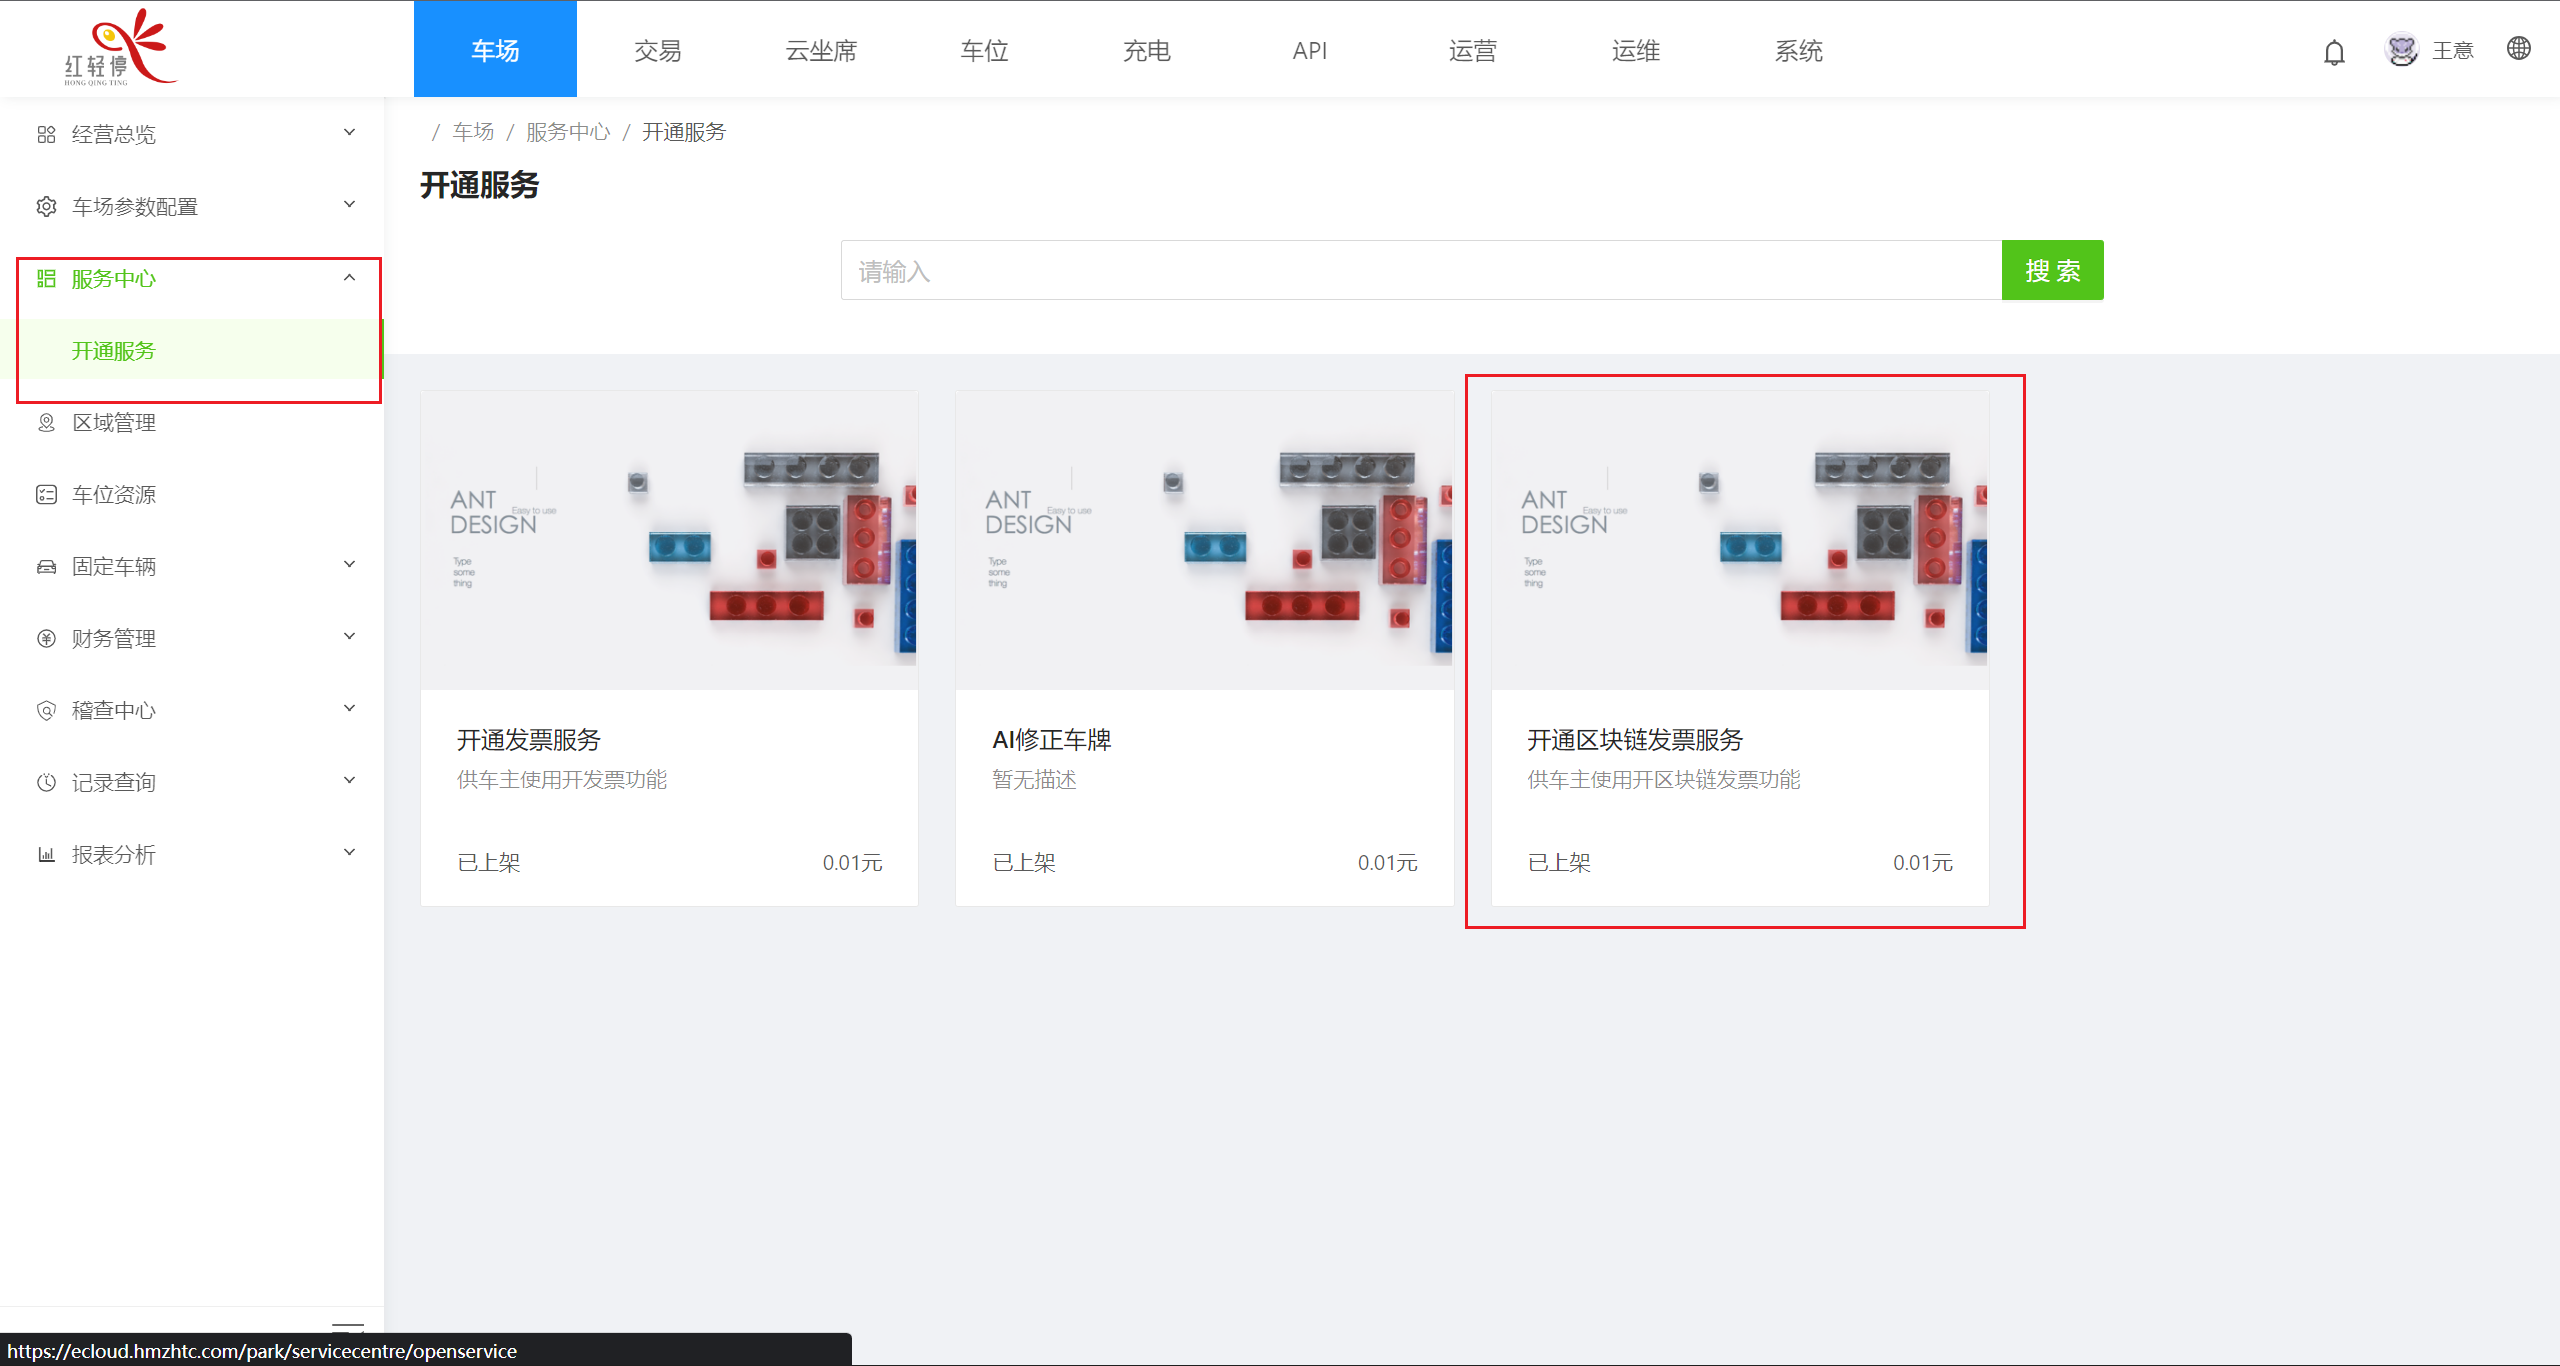 红轻停
HONG QING TING
车场
交易
云坐席
车位
充电
API
运营
运维
系统
王意
经营总览
车场参数配置
服务中心
开通服务
区域管理
车位资源
固定车辆
财务管理
稽查中心
记录查询
报表分析
/ 车场 / 服务中心 / 开通服务
开通服务
请输入
搜 索
ANT
DESIGN
Easy to use
Type
some
thing
开通发票服务
供车主使用开发票功能
已上架
0.01元
ANT
DESIGN
Easy to use
Type
some
thing
AI修正车牌
暂无描述
已上架
0.01元
ANT
DESIGN
Easy to use
Type
some
thing
开通区块链发票服务
供车主使用开区块链发票功能
已上架
0.01元
https://ecloud.hmzhtc.com/park/servicecentre/openservice